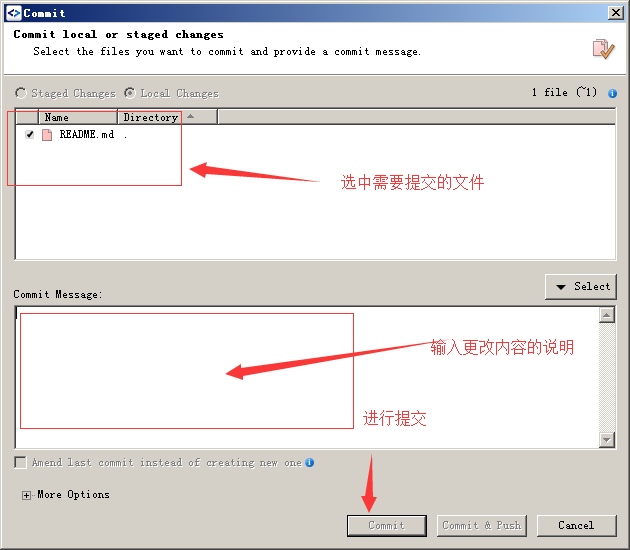 Commit
Commit local or staged changes
Select the files you want to commit and provide a commit message.
Staged Changes Local Changes 1 file (~1)
Name Directory
README.md .
选中需要提交的文件
Select
Commit Message:
输入更改内容的说明
进行提交
Amend last commit instead of creating new one
More Options
Commit Commit & Push Cancel